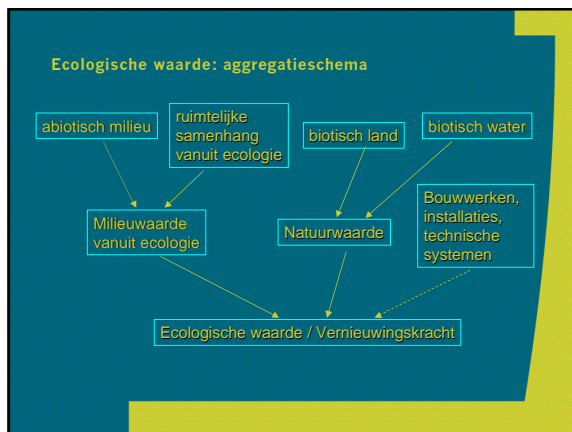 Ecologische waarde: aggregatieschema
abiotisch milieu
ruimtelijke
samenhang
vanuit ecologie
biotisch land
biotisch water
Milieuwaarde
vanuit ecologie
Natuurwaarde
Bouwwerken,
installaties,
technische
systemen
Ecologische waarde / Vernieuwingskracht